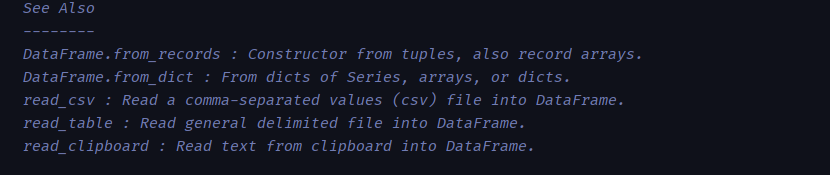 See Also
--------
DataFrame.from_records : Constructor from tuples, also record arrays.
DataFrame.from_dict : From dicts of Series, arrays, or dicts.
read_csv : Read a comma-separated values (csv) file into DataFrame.
read_table : Read general delimited file into DataFrame.
read_clipboard : Read text from clipboard into DataFrame.